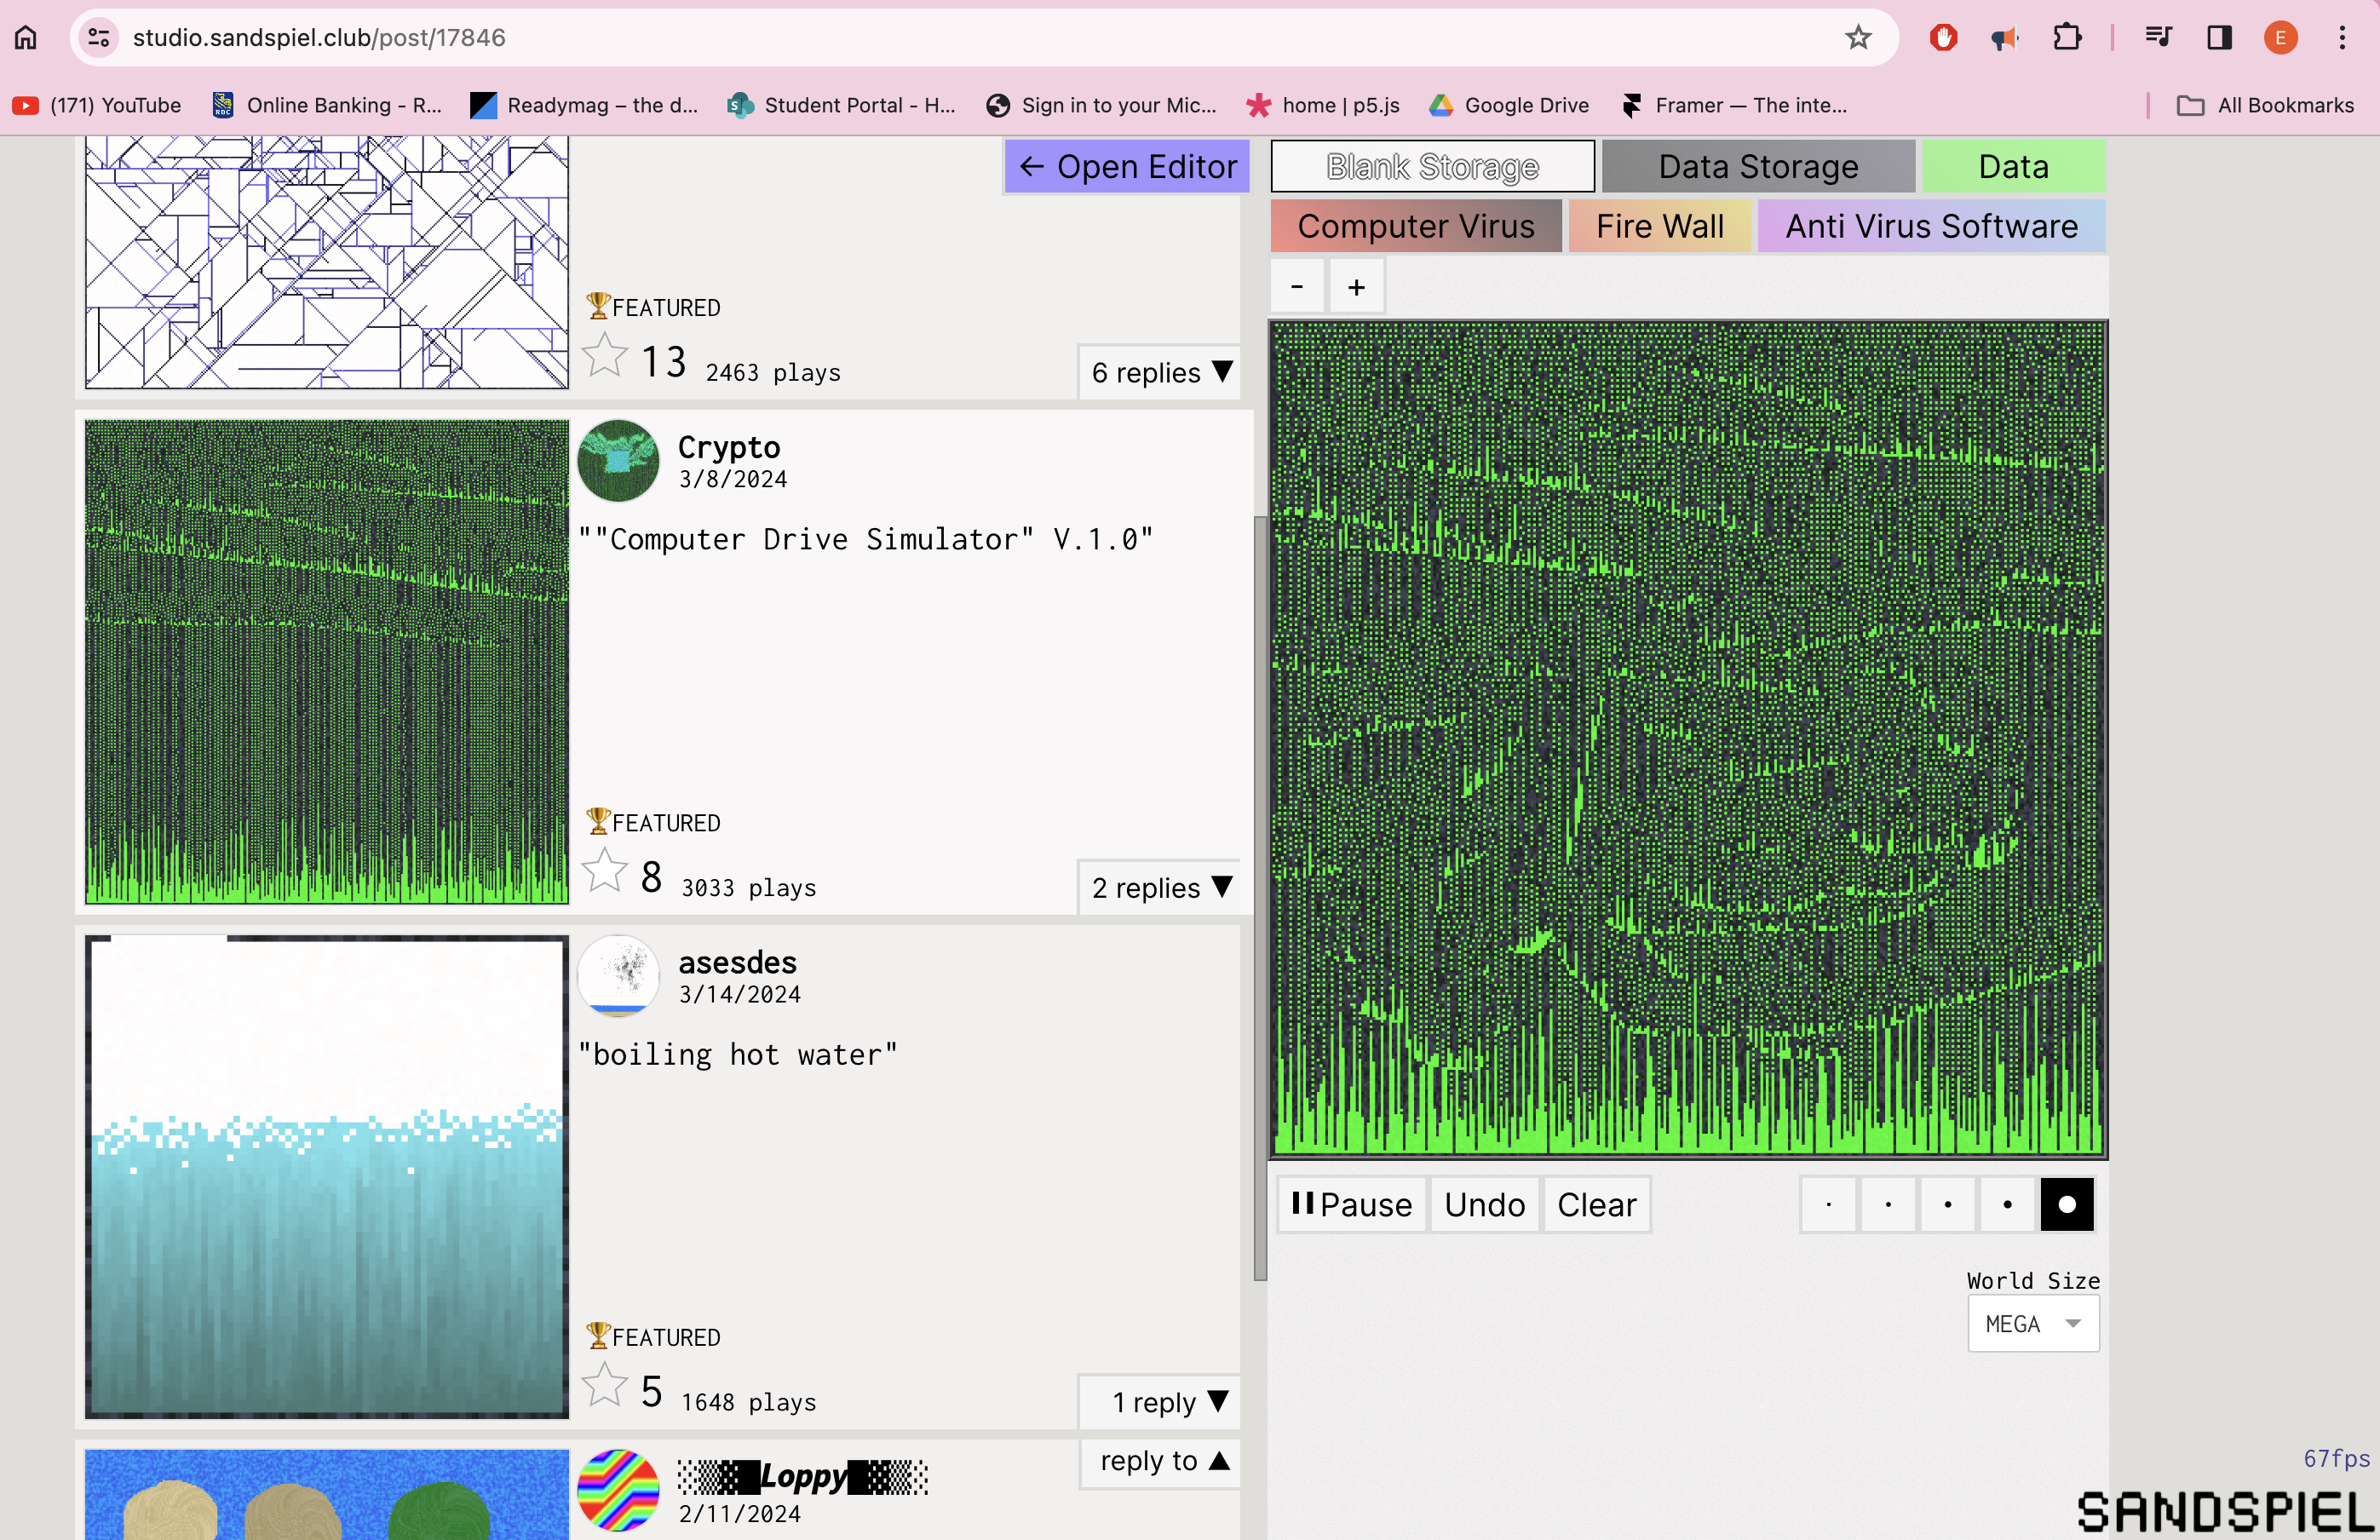 studio.sandspiel.club/post/17846
E
(171) YouTube
Online Banking - R...
Readymag – the d...
Student Portal - H...
Sign in to your Mic...
home | p5.js
Google Drive
Framer — The inte...
All Bookmarks
← Open Editor
🏆FEATURED
13 2463 plays
6 replies ▼
Crypto
3/8/2024
""Computer Drive Simulator" V.1.0"
🏆FEATURED
8 3033 plays
2 replies ▼
asesdes
3/14/2024
"boiling hot water"
🏆FEATURED
5 1648 plays
1 reply ▼
░▒▓█Loppy█▓▒░
2/11/2024
reply to ▲
Blank Storage
Data Storage
Data
Computer Virus
Fire Wall
Anti Virus Software
- +
Pause
Undo
Clear
World Size
MEGA
67fps
SANDSPIEL